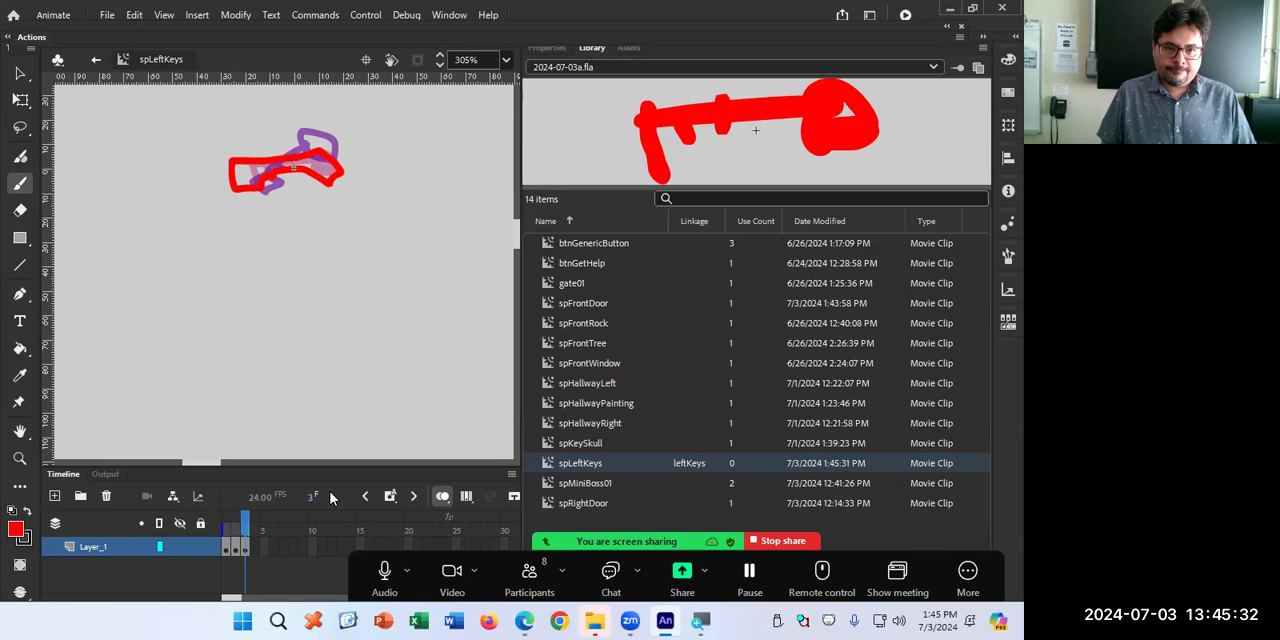 Animate File Edit View Insert Modify Text Commands Control Debug Window Help
Actions
spLeftKeys 305%
Properties Library Assets
2024-07-03a.fla
14 items
Name Linkage Use Count Date Modified Type
btnGenericButton 3 6/26/2024 1:17:09 PM Movie Clip
btnGetHelp 1 6/24/2024 12:28:58 PM Movie Clip
gate01 1 6/26/2024 1:25:36 PM Movie Clip
spFrontDoor 1 7/3/2024 1:43:58 PM Movie Clip
spFrontRock 1 6/26/2024 12:40:08 PM Movie Clip
spFrontTree 1 6/26/2024 2:26:39 PM Movie Clip
spFrontWindow 1 6/26/2024 2:24:07 PM Movie Clip
spHallwayLeft 1 7/1/2024 12:22:07 PM Movie Clip
spHallwayPainting 1 7/1/2024 1:23:46 PM Movie Clip
spHallwayRight 1 7/1/2024 12:21:58 PM Movie Clip
spKeySkull 1 7/1/2024 1:39:23 PM Movie Clip
spLeftKeys leftKeys 0 7/3/2024 1:45:31 PM Movie Clip
spMiniBoss01 2 7/3/2024 12:41:26 PM Movie Clip
spRightDoor 1 7/3/2024 12:14:33 PM Movie Clip
Timeline Output
24.00 FPS 3 F
1s
5 10 15 20 25 30
Layer_1
You are screen sharing Stop share
8
Audio Video Participants Chat Share Pause Remote control Show meeting More
1:45 PM
7/3/2024
2024-07-03 13:45:32